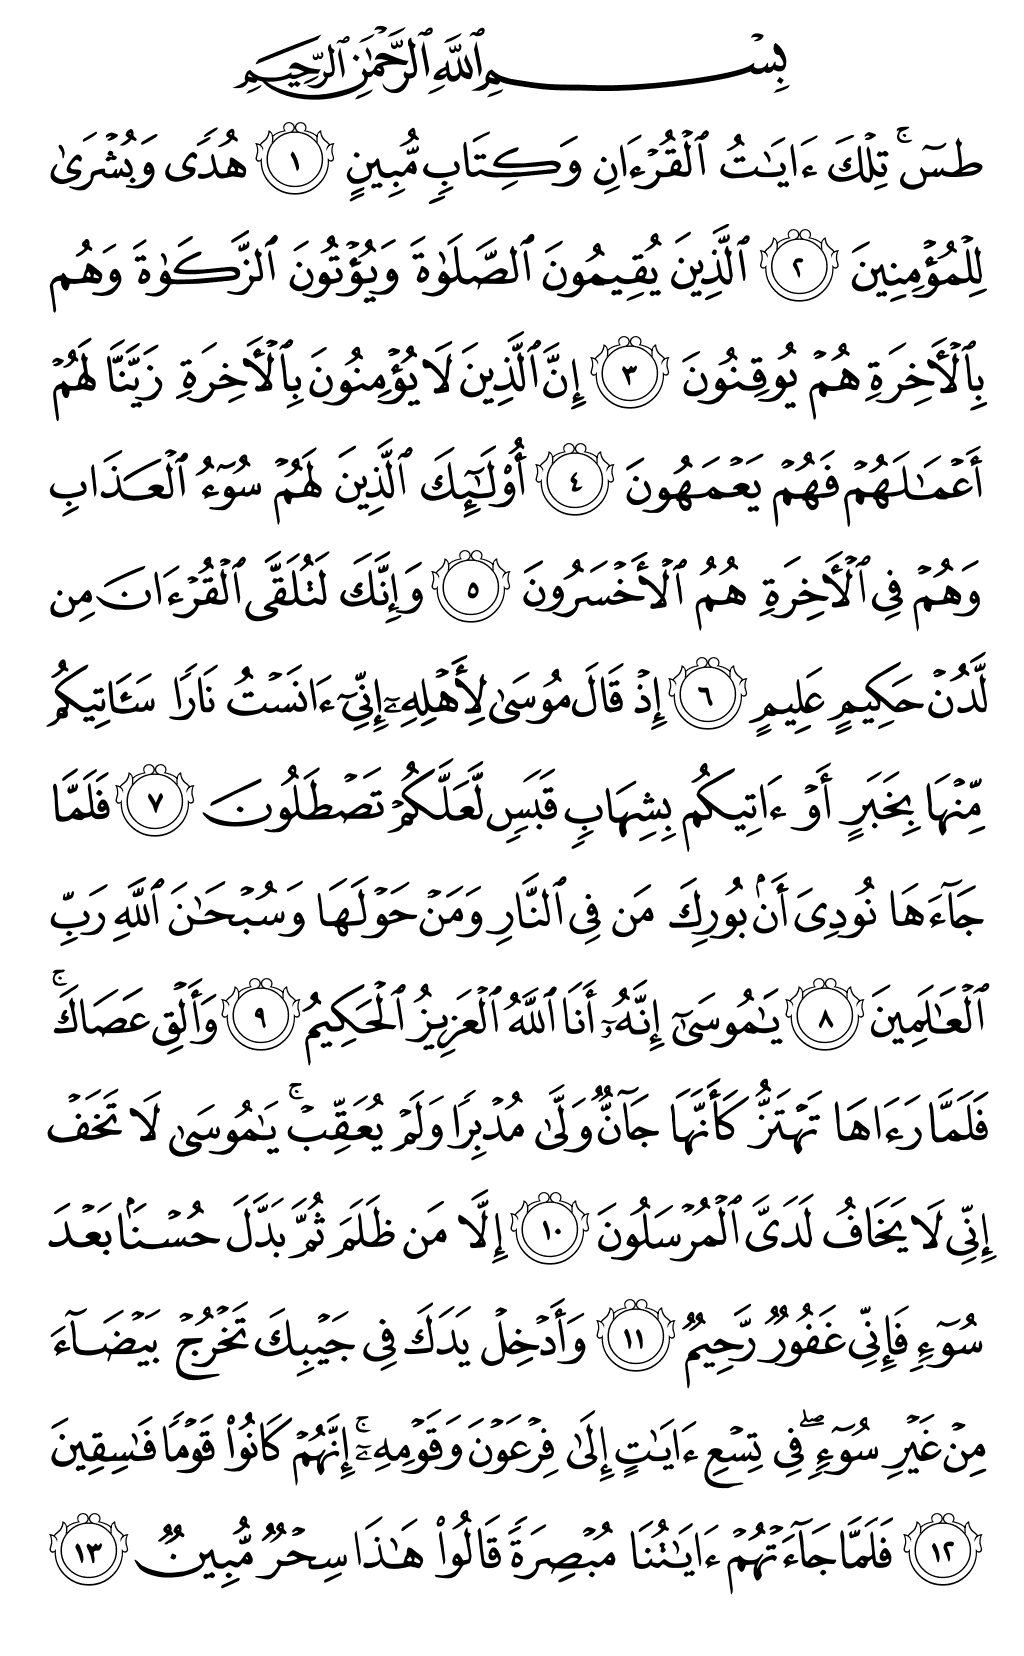 بِسۡمِ ٱللَّهِ ٱلرَّحۡمَٰنِ ٱلرَّحِيمِ
طسٓۚ تِلۡكَ ءَايَٰتُ ٱلۡقُرۡءَانِ وَكِتَابٖ مُّبِينٍ ١ هُدٗى وَبُشۡرَىٰ
لِلۡمُؤۡمِنِينَ ٢ ٱلَّذِينَ يُقِيمُونَ ٱلصَّلَوٰةَ وَيُؤۡتُونَ ٱلزَّكَوٰةَ وَهُم
بِٱلۡأٓخِرَةِ هُمۡ يُوقِنُونَ ٣ إِنَّ ٱلَّذِينَ لَا يُؤۡمِنُونَ بِٱلۡأٓخِرَةِ زَيَّنَّا لَهُمۡ
أَعۡمَٰلَهُمۡ فَهُمۡ يَعۡمَهُونَ ٤ أُوْلَٰٓئِكَ ٱلَّذِينَ لَهُمۡ سُوٓءُ ٱلۡعَذَابِ
وَهُمۡ فِي ٱلۡأٓخِرَةِ هُمُ ٱلۡأَخۡسَرُونَ ٥ وَإِنَّكَ لَتُلَقَّى ٱلۡقُرۡءَانَ مِن
لَّدُنۡ حَكِيمٍ عَلِيمٍ ٦ إِذۡ قَالَ مُوسَىٰ لِأَهۡلِهِۦٓ إِنِّيٓ ءَانَسۡتُ نَارٗا سَـَٔاتِيكُم
مِّنۡهَا بِخَبَرٍ أَوۡ ءَاتِيكُم بِشِهَابٖ قَبَسٖ لَّعَلَّكُمۡ تَصۡطَلُونَ ٧ فَلَمَّا
جَآءَهَا نُودِيَ أَنۢ بُورِكَ مَن فِي ٱلنَّارِ وَمَنۡ حَوۡلَهَا وَسُبۡحَٰنَ ٱللَّهِ رَبِّ
ٱلۡعَٰلَمِينَ ٨ يَٰمُوسَىٰٓ إِنَّهُۥٓ أَنَا ٱللَّهُ ٱلۡعَزِيزُ ٱلۡحَكِيمُ ٩ وَأَلۡقِ عَصَاكَۚ
فَلَمَّا رَءَاهَا تَهۡتَزُّ كَأَنَّهَا جَآنّٞ وَلَّىٰ مُدۡبِرٗا وَلَمۡ يُعَقِّبۡۚ يَٰمُوسَىٰ لَا تَخَفۡ
إِنِّي لَا يَخَافُ لَدَيَّ ٱلۡمُرۡسَلُونَ ١٠ إِلَّا مَن ظَلَمَ ثُمَّ بَدَّلَ حُسۡنَۢا بَعۡدَ
سُوٓءٖ فَإِنِّي غَفُورٞ رَّحِيمٞ ١١ وَأَدۡخِلۡ يَدَكَ فِي جَيۡبِكَ تَخۡرُجۡ بَيۡضَآءَ
مِنۡ غَيۡرِ سُوٓءٖۖ فِي تِسۡعِ ءَايَٰتٍ إِلَىٰ فِرۡعَوۡنَ وَقَوۡمِهِۦٓۚ إِنَّهُمۡ كَانُواْ قَوۡمٗا فَٰسِقِينَ
١٢ فَلَمَّا جَآءَتۡهُمۡ ءَايَٰتُنَا مُبۡصِرَةٗ قَالُواْ هَٰذَا سِحۡرٞ مُّبِينٞ ١٣